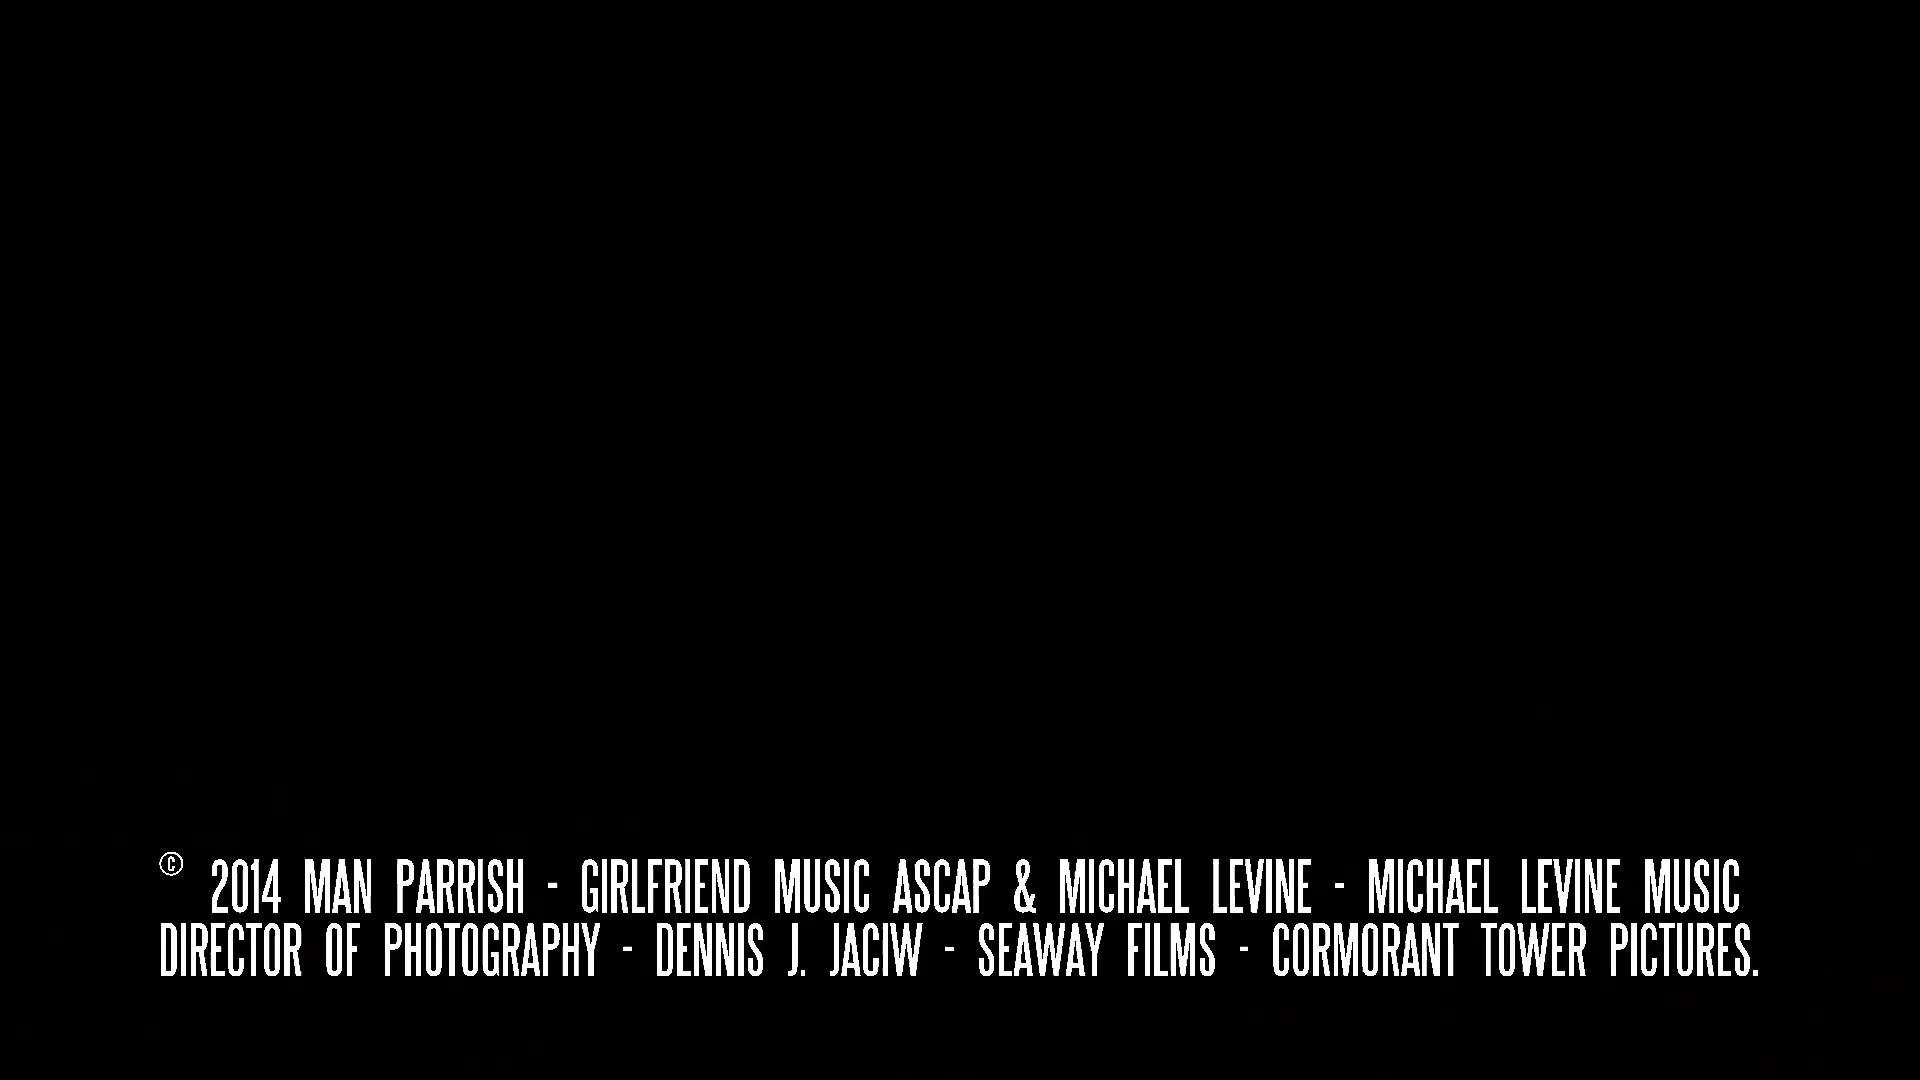 © 2014 MAN PARRISH - GIRLFRIEND MUSIC ASCAP & MICHAEL LEVINE - MICHAEL LEVINE MUSIC
DIRECTOR OF PHOTOGRAPHY - DENNIS J. JACIW - SEAWAY FILMS - CORMORANT TOWER PICTURES.